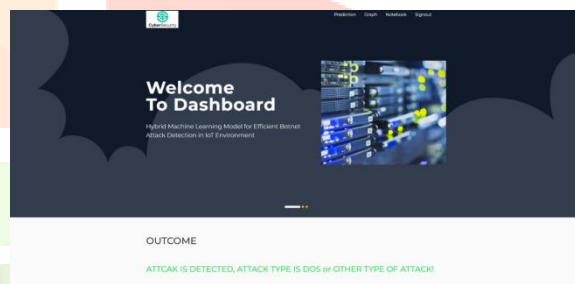 CyberSecurity
Prediction Graph Notebook Signout
Welcome
To Dashboard
Hybrid Machine Learning Model for Efficient Botnet
Attack Detection in IoT Environment
OUTCOME
ATTCAK IS DETECTED, ATTACK TYPE IS DOS or OTHER TYPE OF ATTACK!